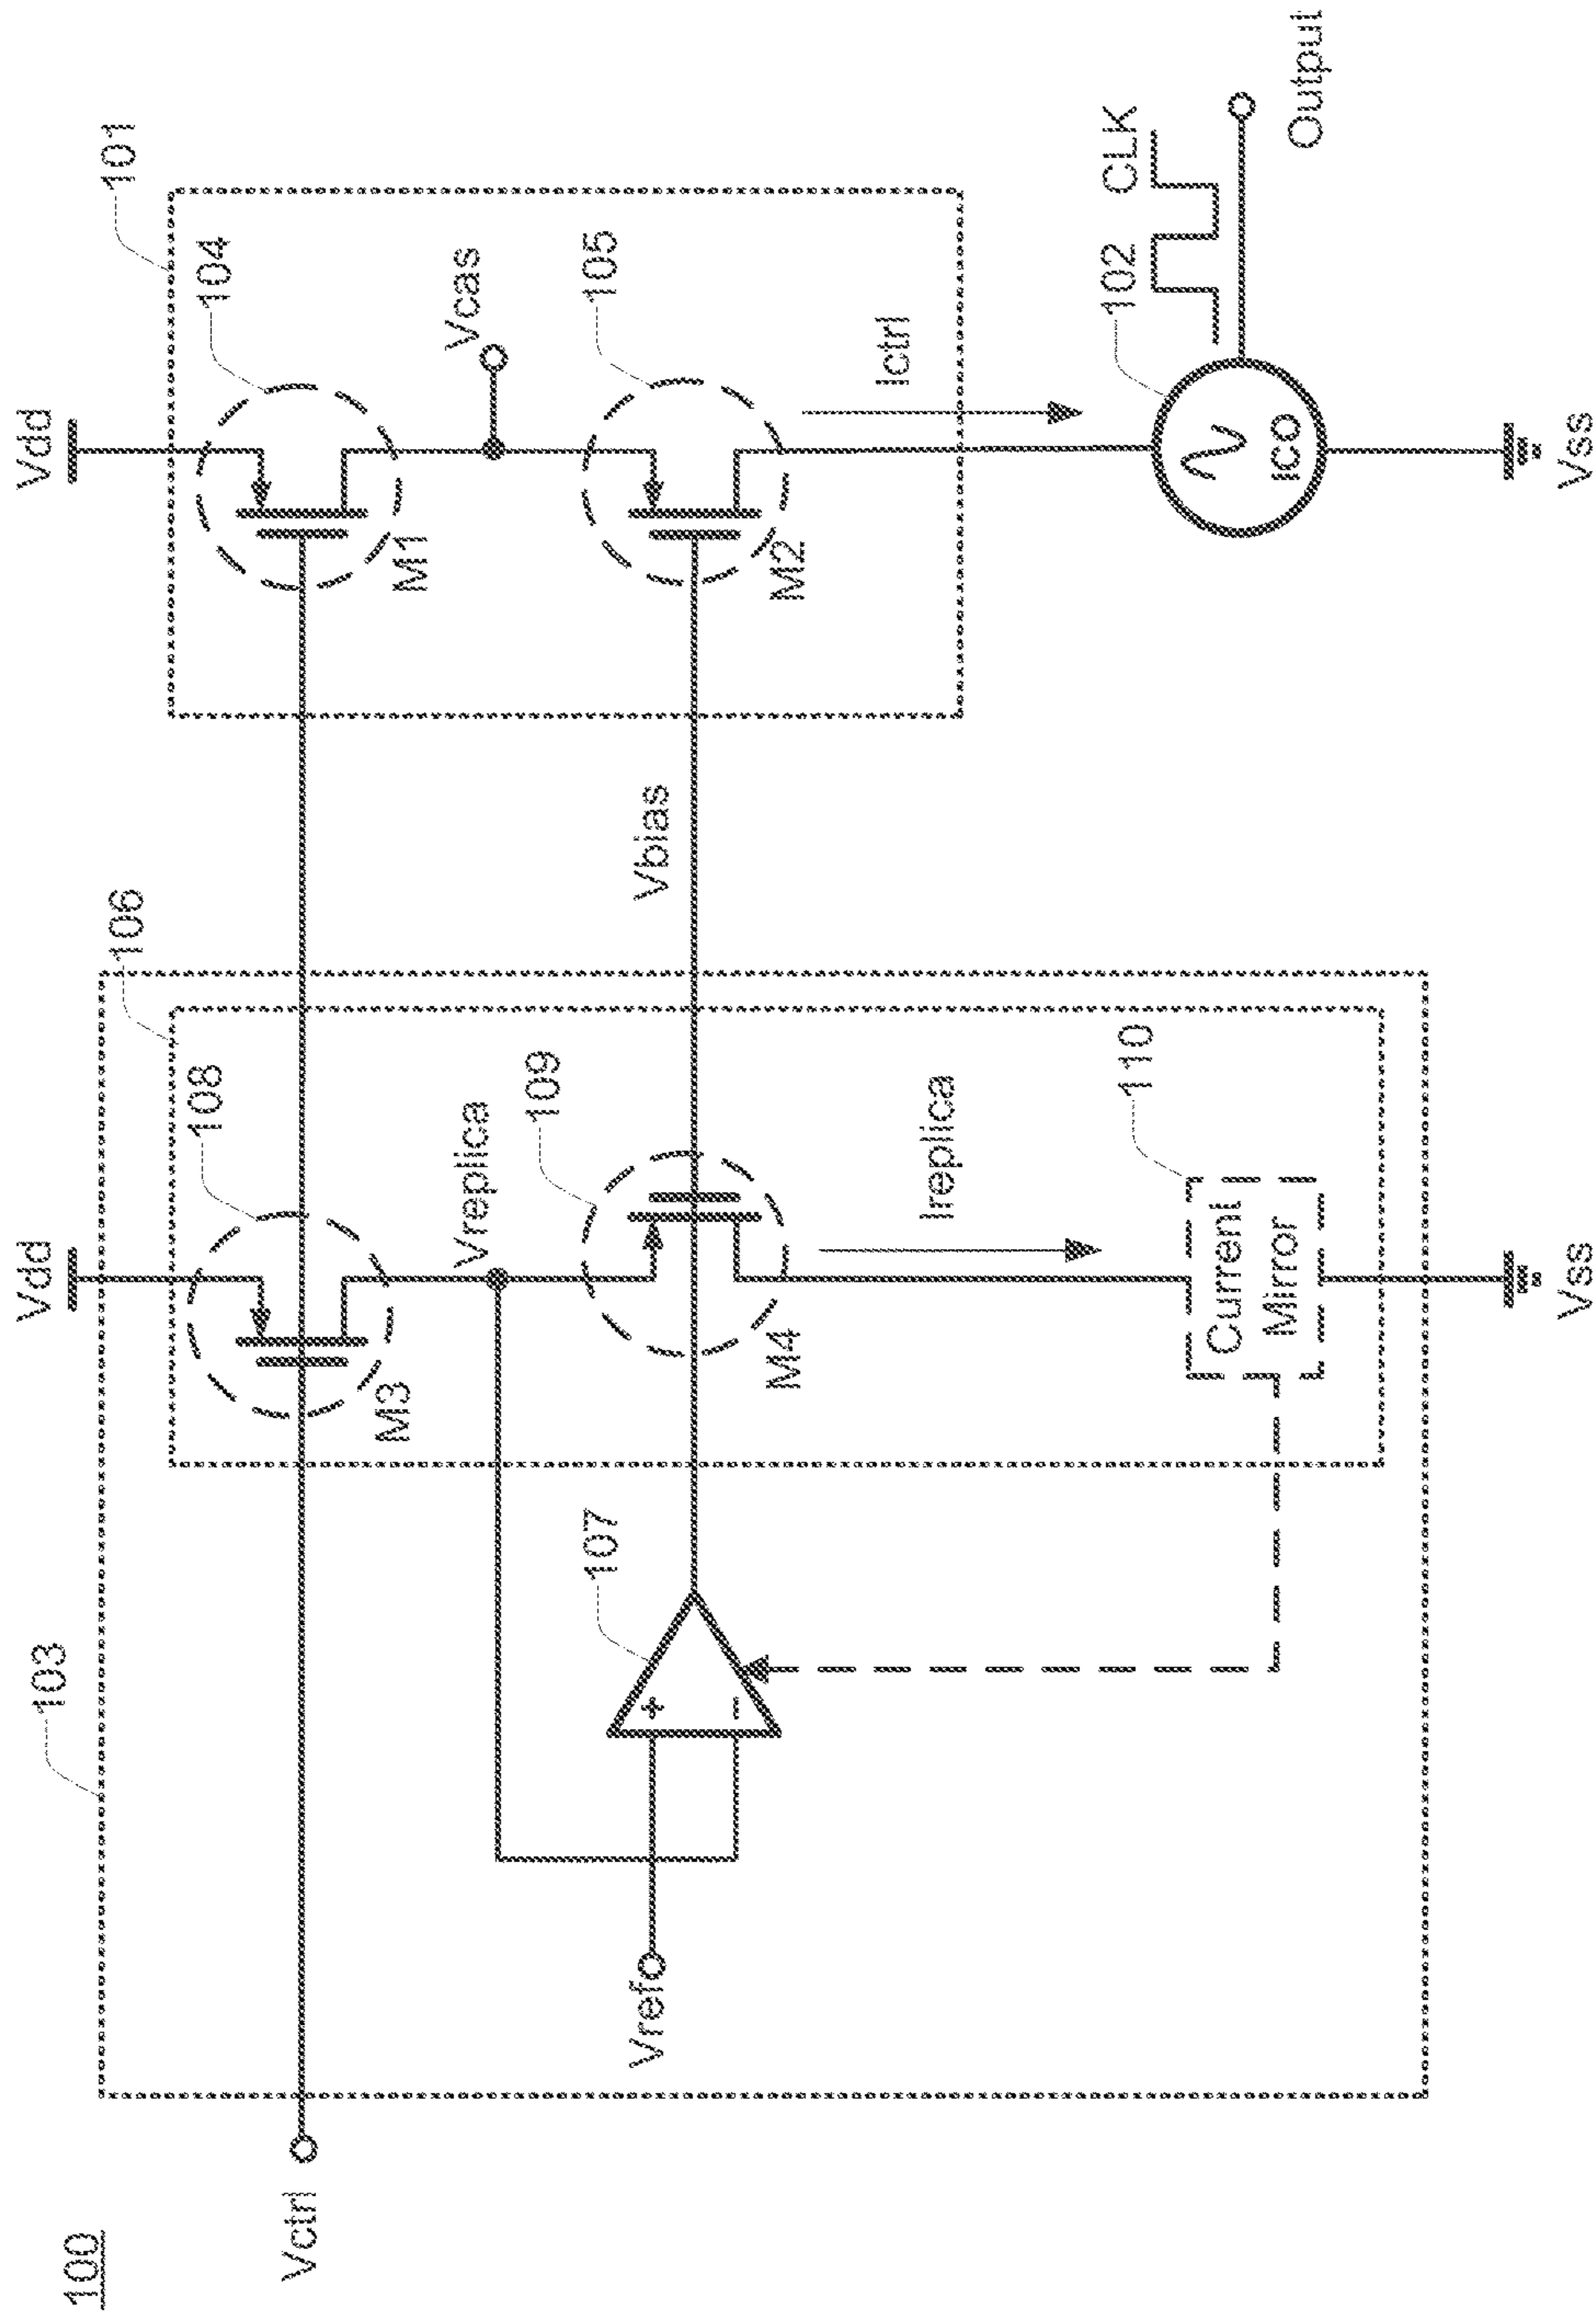 100
103
106
101
Vdd
Vdd
108
104
Vctrl
M3
M1
Vreplica
Vcas
107
109
105
Vref
+
-
Vbias
M4
M2
Ireplica
Ictrl
110
102
CLK
Current
Mirror
ICO
Output
Vss
Vss